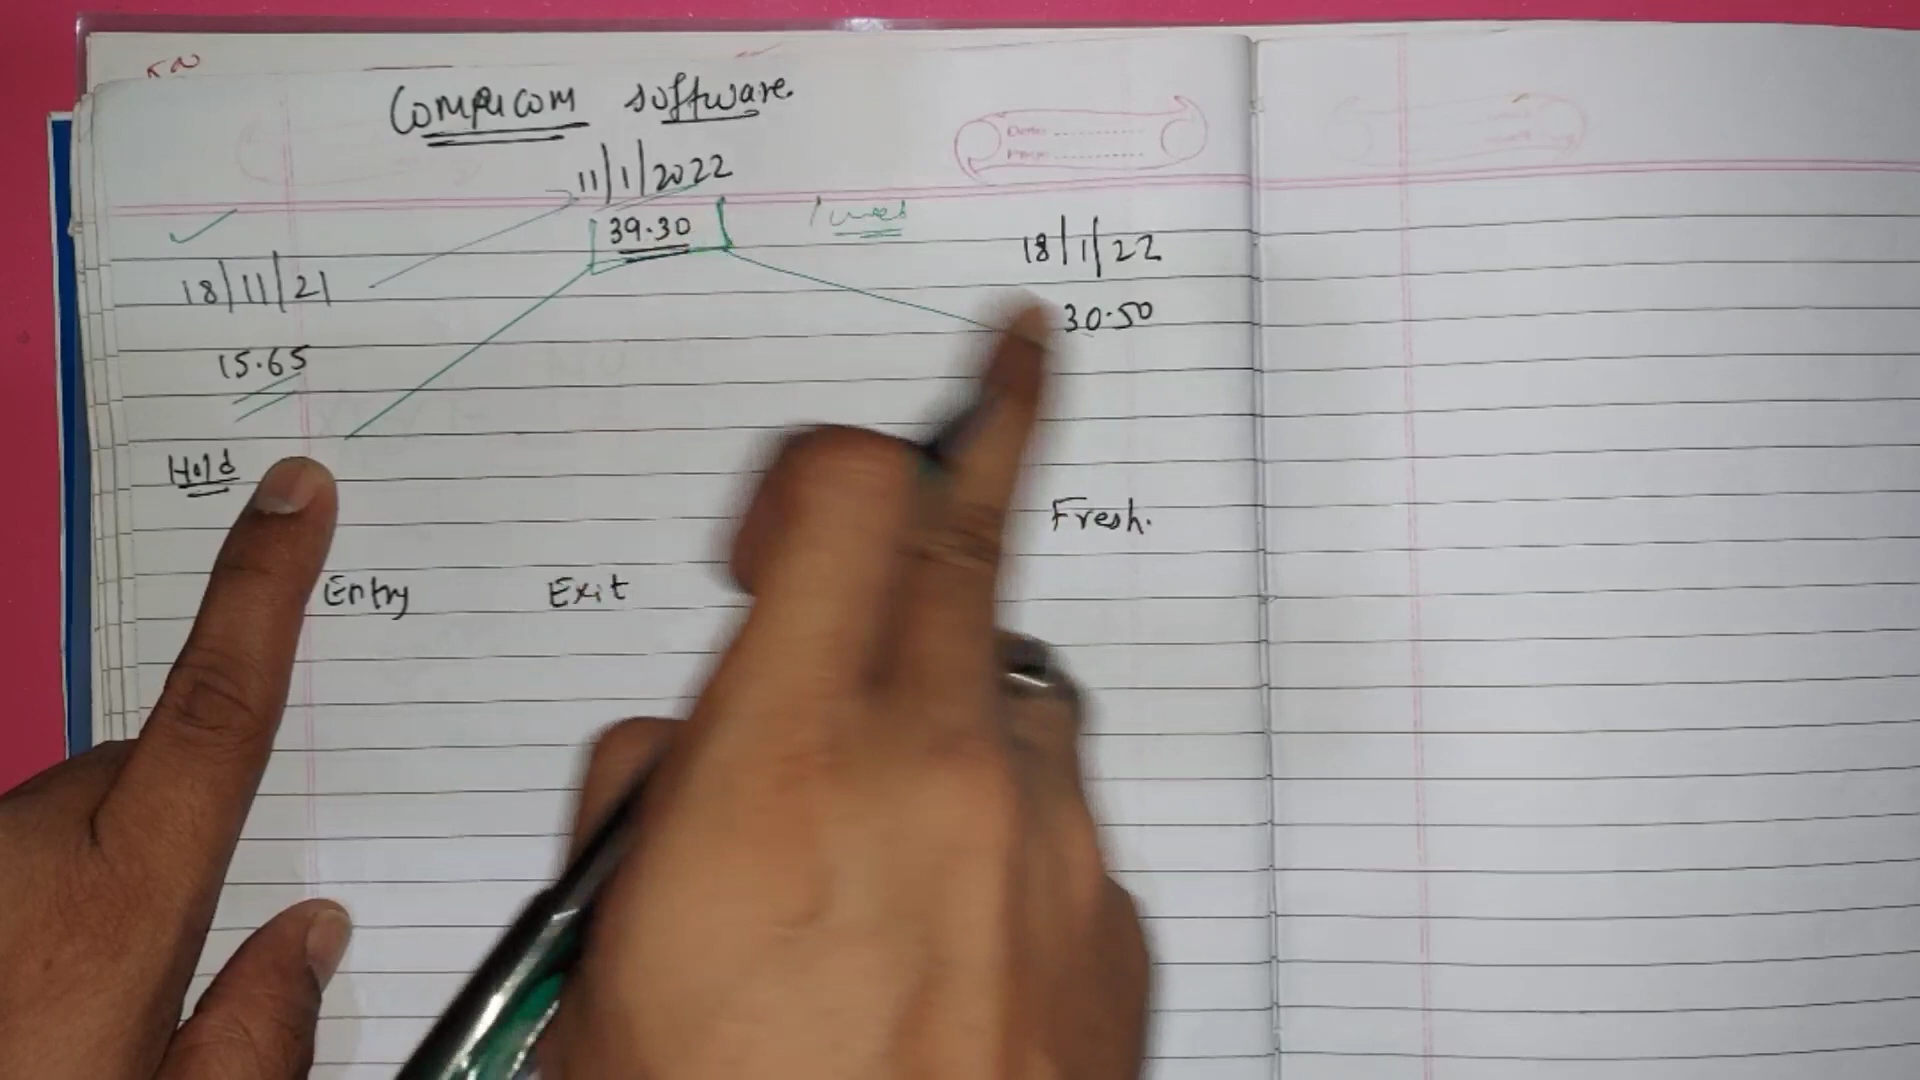 Compucom software.
11/1/2022
39.30
18/1/22
18/11/21
30.50
15.65
Hold
Fresh.
Entry Exit